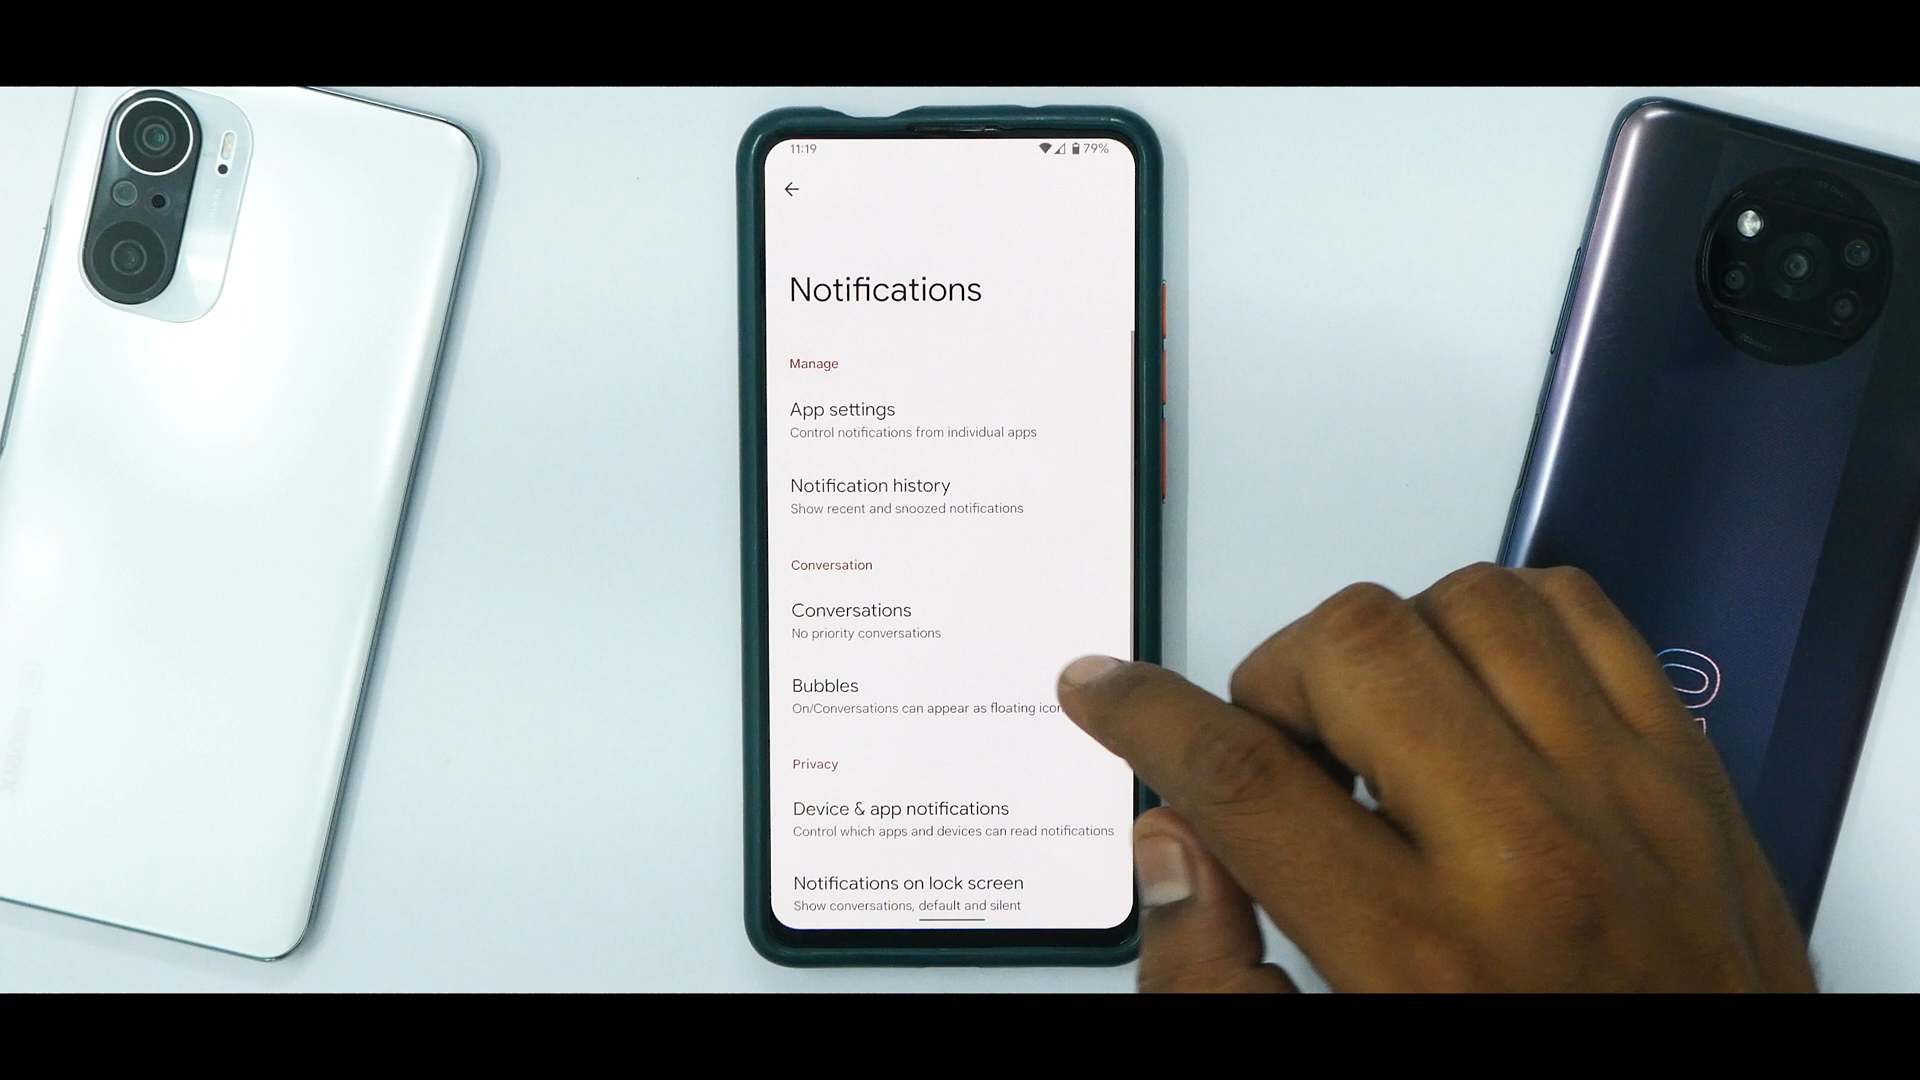 11:19
79%
Notifications
Manage
App settings
Control notifications from individual apps
Notification history
Show recent and snoozed notifications
Conversation
Conversations
No priority conversations
Bubbles
On/Conversations can appear as floating
Privacy
Device & app notifications
Control which apps and devices can read notifications
Notifications on lock screen
Show conversations, default and silent